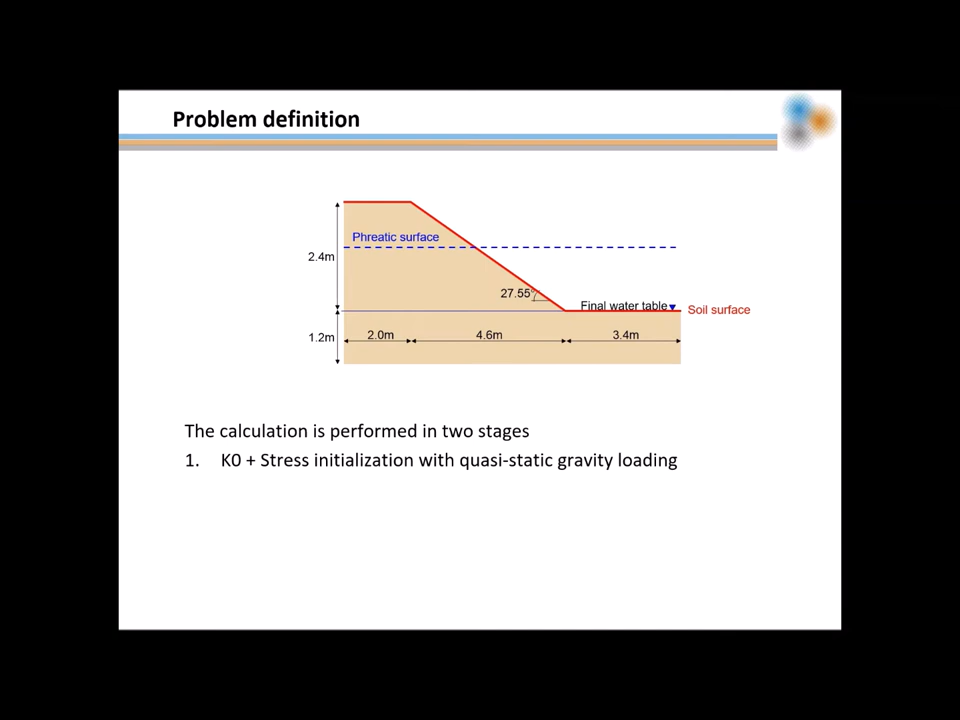 Problem definition
Phreatic surface
2.4m
27.55°
Final water table
Soil surface
1.2m
2.0m
4.6m
3.4m
The calculation is performed in two stages
1. K0 + Stress initialization with quasi-static gravity loading